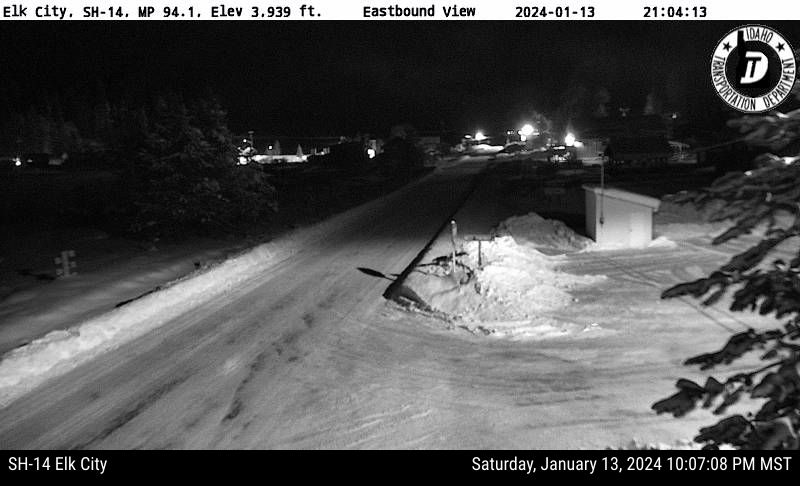 Elk City, SH-14, MP 94.1, Elev 3,939 ft. Eastbound View 2024-01-13 21:04:13
IDAHO
TRANSPORTATION DEPARTMENT
SH-14 Elk City Saturday, January 13, 2024 10:07:08 PM MST